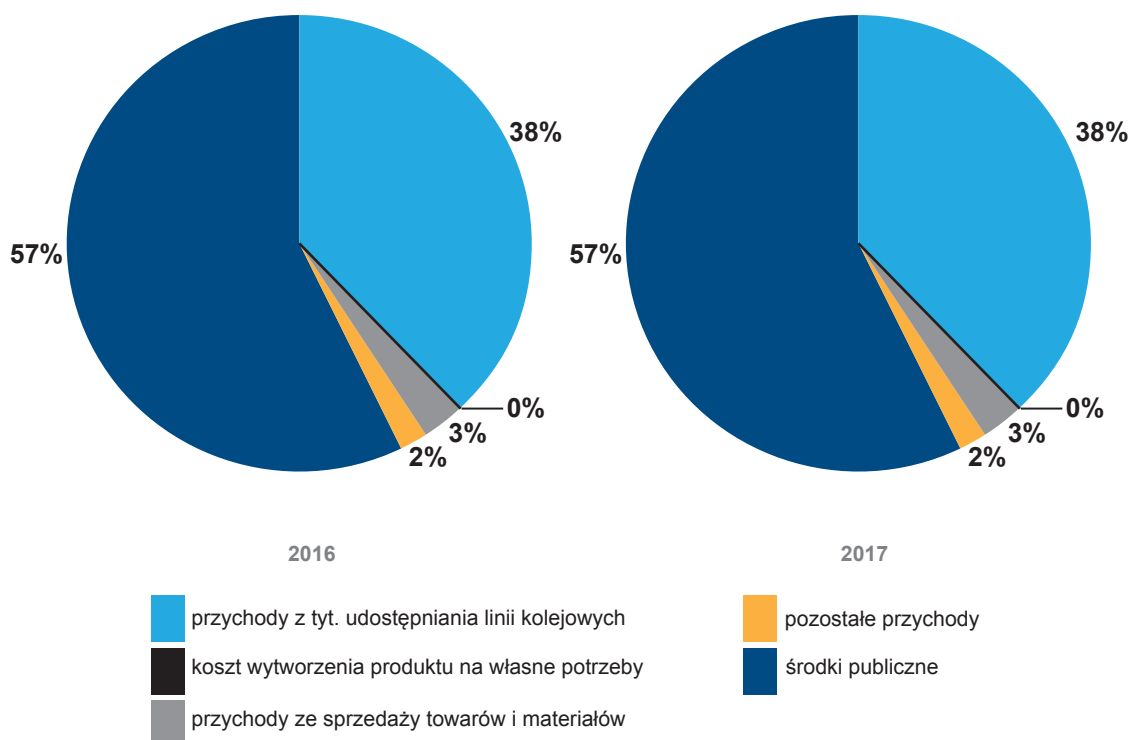 38%
57%
0%
3%
2%
38%
57%
0%
3%
2%
2016
2017
przychody z tyt. udostępniania linii kolejowych
koszt wytworzenia produktu na własne potrzeby
przychody ze sprzedaży towarów i materiałów
pozostałe przychody
środki publiczne